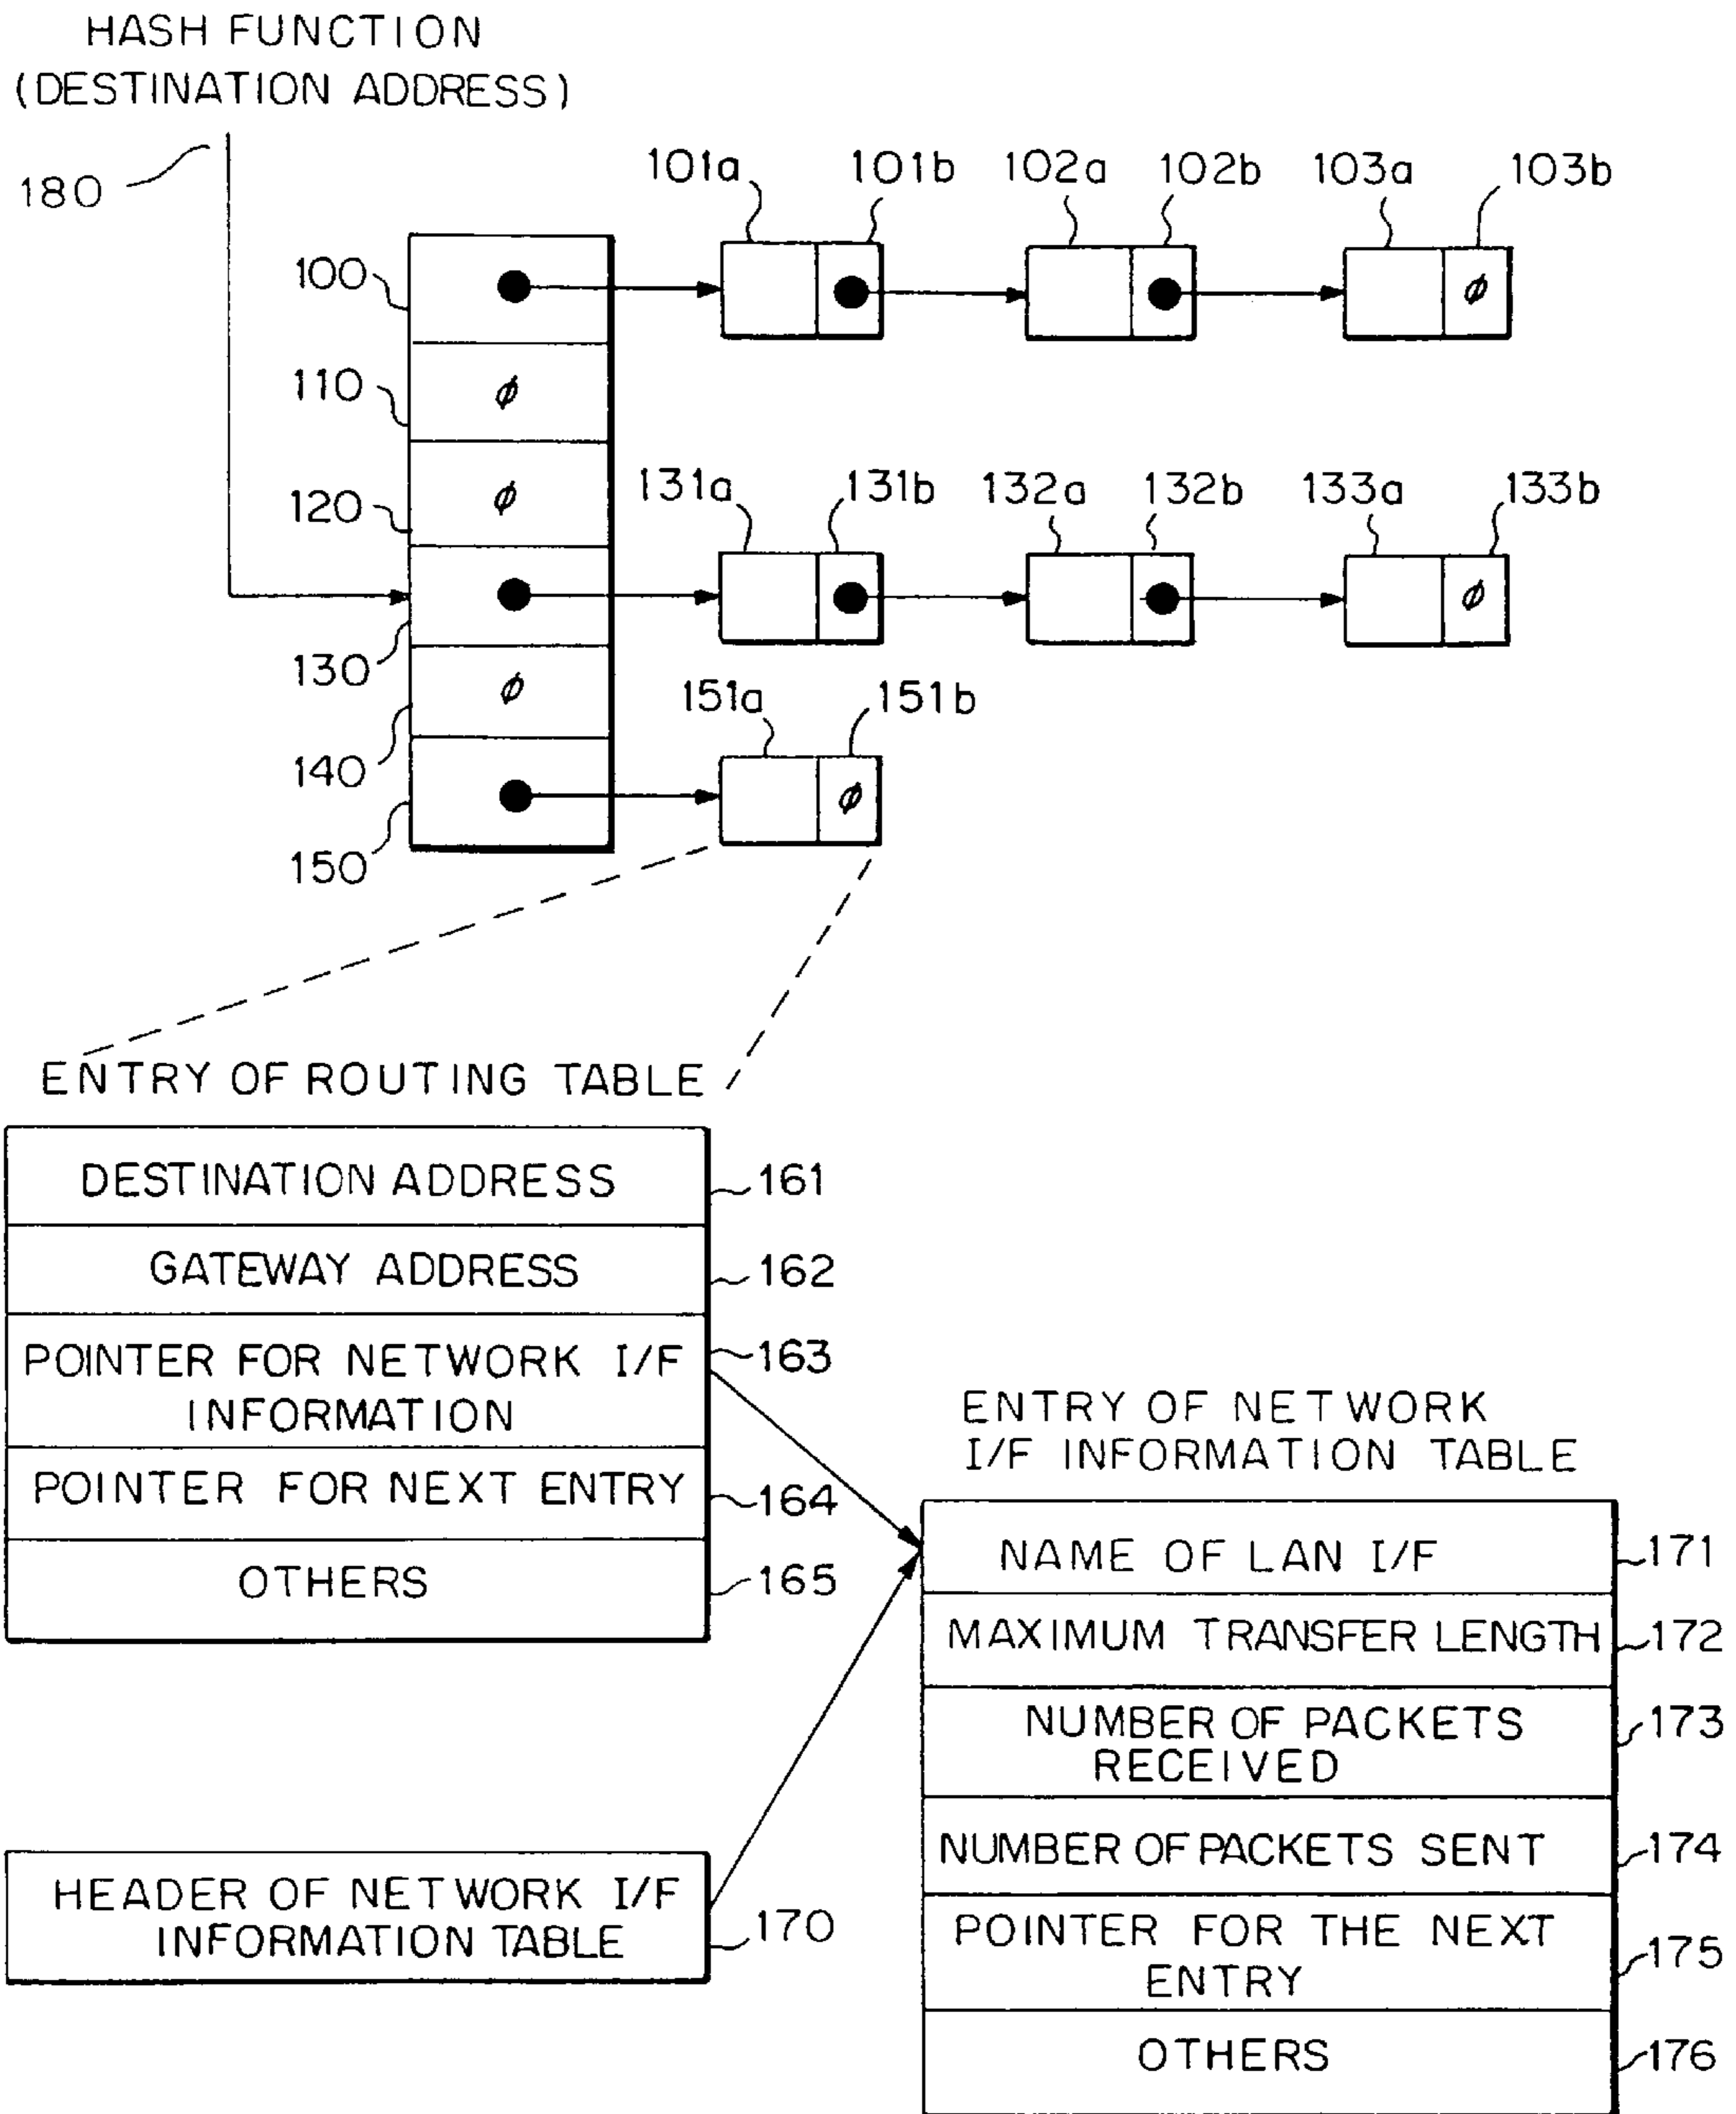 HASH FUNCTION
(DESTINATION ADDRESS)
180
101a 101b 102a 102b 103a 103b
100
φ
110
φ
120
φ
131a 131b 132a 132b 133a 133b
130
φ
φ
140
151a 151b
150
φ
ENTRY OF ROUTING TABLE
DESTINATION ADDRESS 161
GATEWAY ADDRESS 162
POINTER FOR NETWORK I/F 163
INFORMATION
POINTER FOR NEXT ENTRY 164
OTHERS 165
ENTRY OF NETWORK
I/F INFORMATION TABLE
NAME OF LAN I/F 171
MAXIMUM TRANSFER LENGTH 172
NUMBER OF PACKETS 173
RECEIVED
NUMBER OF PACKETS SENT 174
POINTER FOR THE NEXT 175
ENTRY
OTHERS 176
HEADER OF NETWORK I/F
INFORMATION TABLE 170